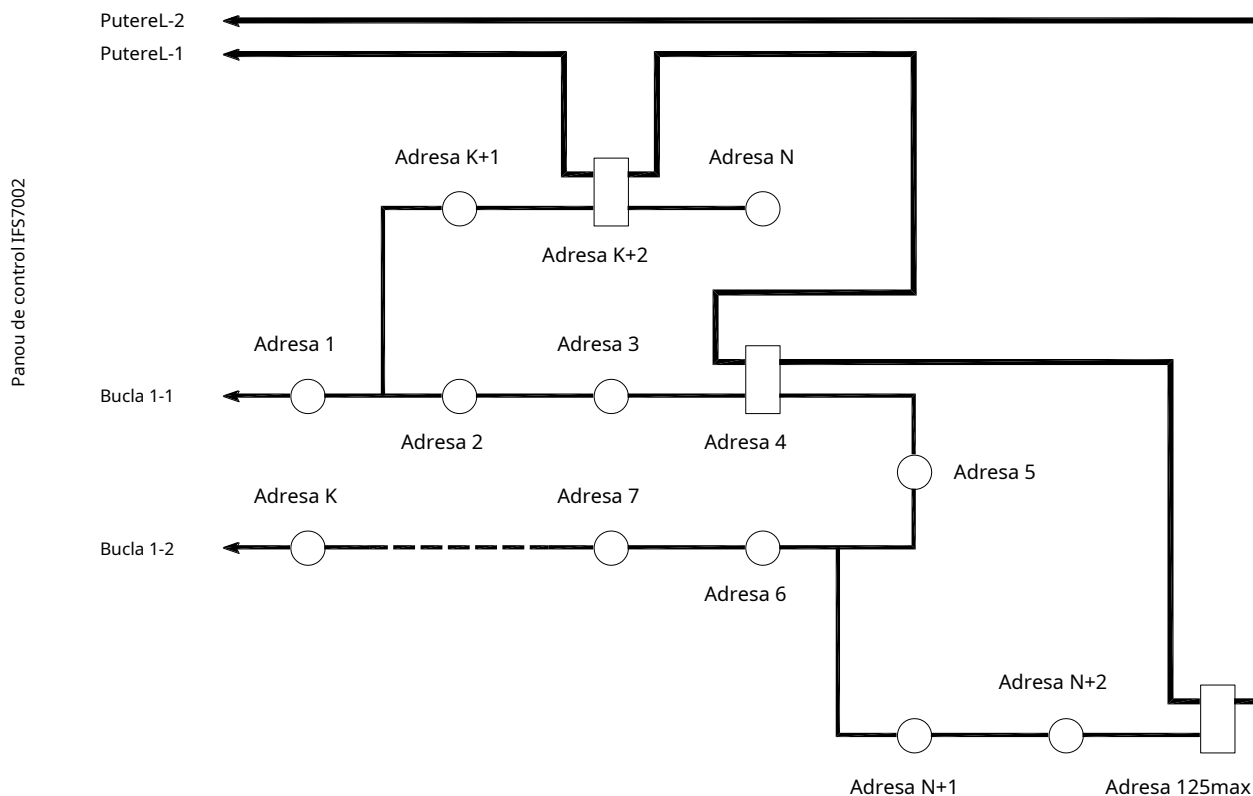 PutereL-2
PutereL-1
Adresa K+1
Adresa N
Panou de control IFS7002
Adresa K+2
Adresa 1
Adresa 3
Bucla 1-1
Adresa 2
Adresa 4
Adresa 5
Adresa K
Adresa 7
Bucla 1-2
Adresa 6
Adresa N+2
Adresa N+1
Adresa 125max